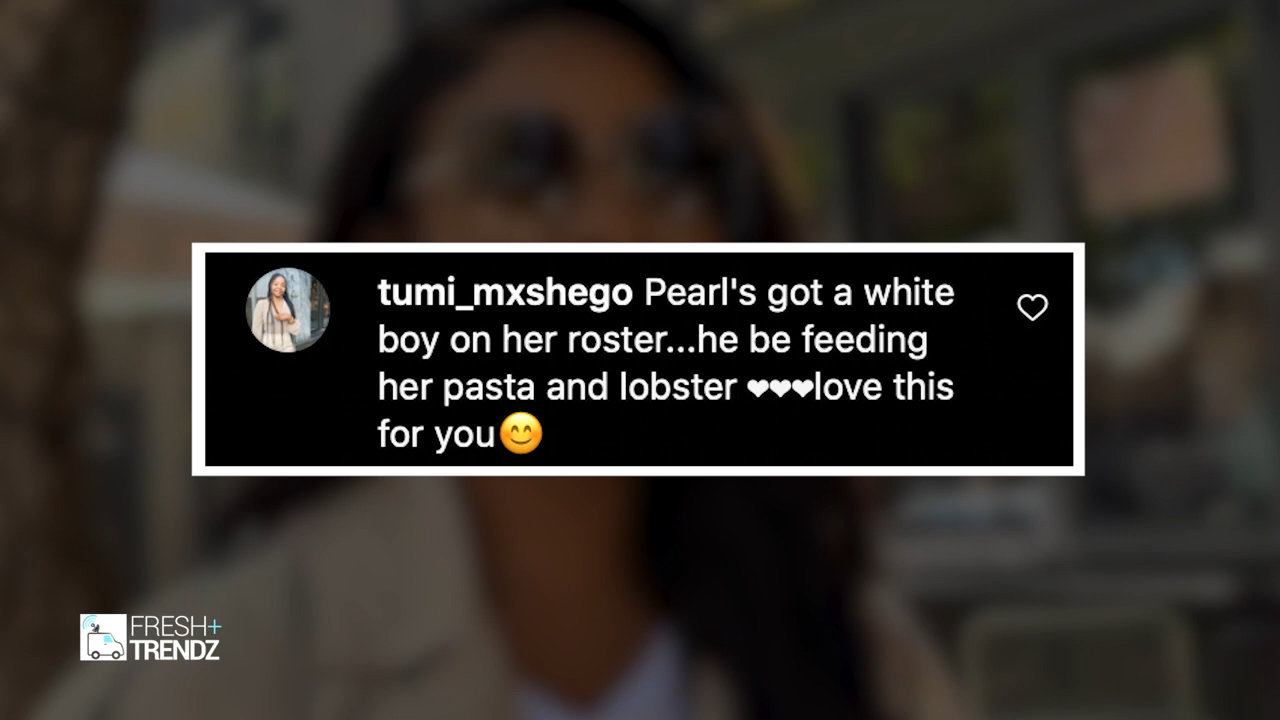 tumi_mxshego Pearl's got a white
boy on her roster...he be feeding
her pasta and lobster ❤❤❤love this
for you😊
FRESH+
TRENDZ